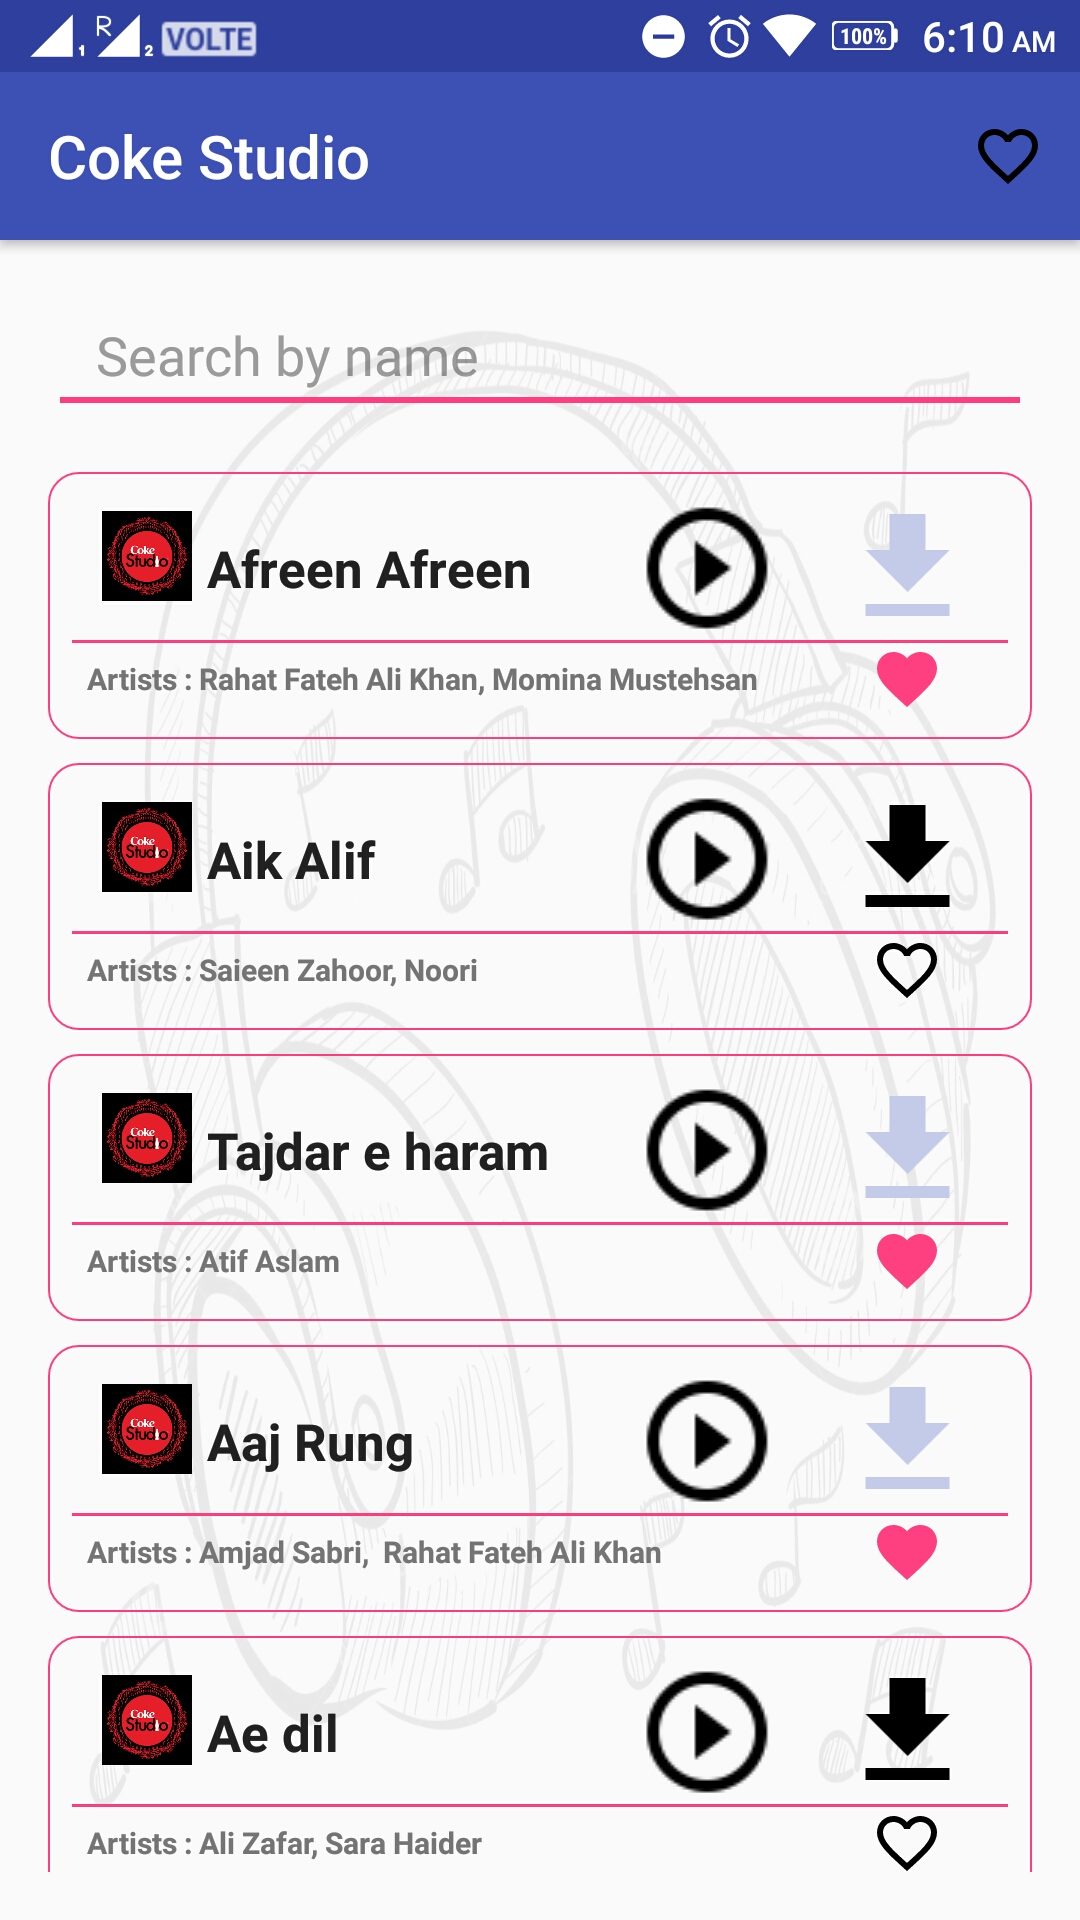 1 R 2 VOLTE 100% 6:10 AM
Coke Studio
Search by name
Coke Studio
Afreen Afreen
Artists : Rahat Fateh Ali Khan, Momina Mustehsan
Coke Studio
Aik Alif
Artists : Saieen Zahoor, Noori
Coke Studio
Tajdar e haram
Artists : Atif Aslam
Coke Studio
Aaj Rung
Artists : Amjad Sabri,  Rahat Fateh Ali Khan
Coke Studio
Ae dil
Artists : Ali Zafar, Sara Haider